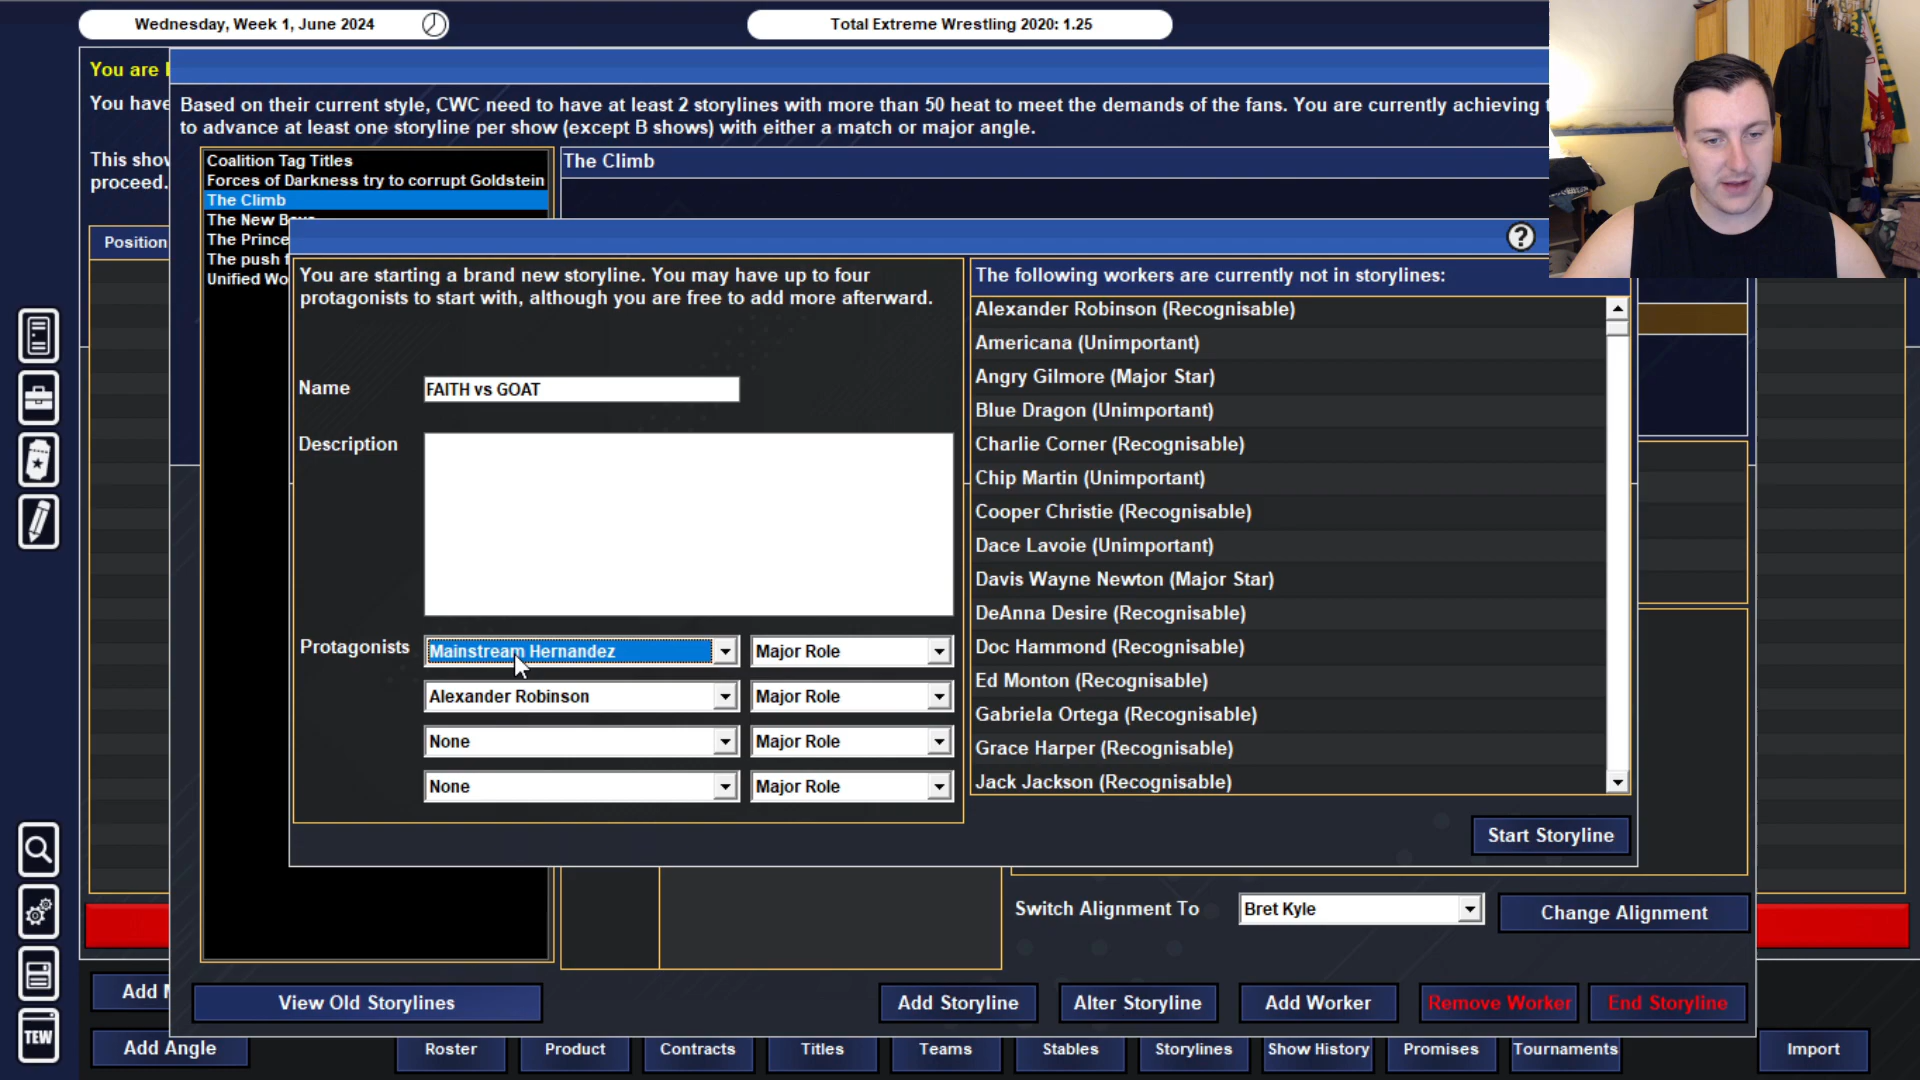 Wednesday, Week 1, June 2024
Total Extreme Wrestling 2020: 1.25
You are
You have
This show
proceed.
Position
Based on their current style, CWC need to have at least 2 storylines with more than 50 heat to meet the demands of the fans. You are currently achieving
to advance at least one storyline per show (except B shows) with either a match or major angle.
Coalition Tag Titles
Forces of Darkness try to corrupt Goldstein
The Climb
The New Boys
The Prince
The push f
Unified Wo
The Climb
You are starting a brand new storyline. You may have up to four
protagonists to start with, although you are free to add more afterward.
Name
FAITH vs GOAT
Description
Protagonists
Mainstream Hernandez
Major Role
Alexander Robinson
Major Role
None
Major Role
None
Major Role
?
The following workers are currently not in storylines:
Alexander Robinson (Recognisable)
Americana (Unimportant)
Angry Gilmore (Major Star)
Blue Dragon (Unimportant)
Charlie Corner (Recognisable)
Chip Martin (Unimportant)
Cooper Christie (Recognisable)
Dace Lavoie (Unimportant)
Davis Wayne Newton (Major Star)
DeAnna Desire (Recognisable)
Doc Hammond (Recognisable)
Ed Monton (Recognisable)
Gabriela Ortega (Recognisable)
Grace Harper (Recognisable)
Jack Jackson (Recognisable)
Start Storyline
Switch Alignment To
Bret Kyle
Change Alignment
View Old Storylines
Add Storyline
Alter Storyline
Add Worker
Remove Worker
End Storyline
Add M
Add Angle
Roster
Product
Contracts
Titles
Teams
Stables
Storylines
Show History
Promises
Tournaments
Import
TEW